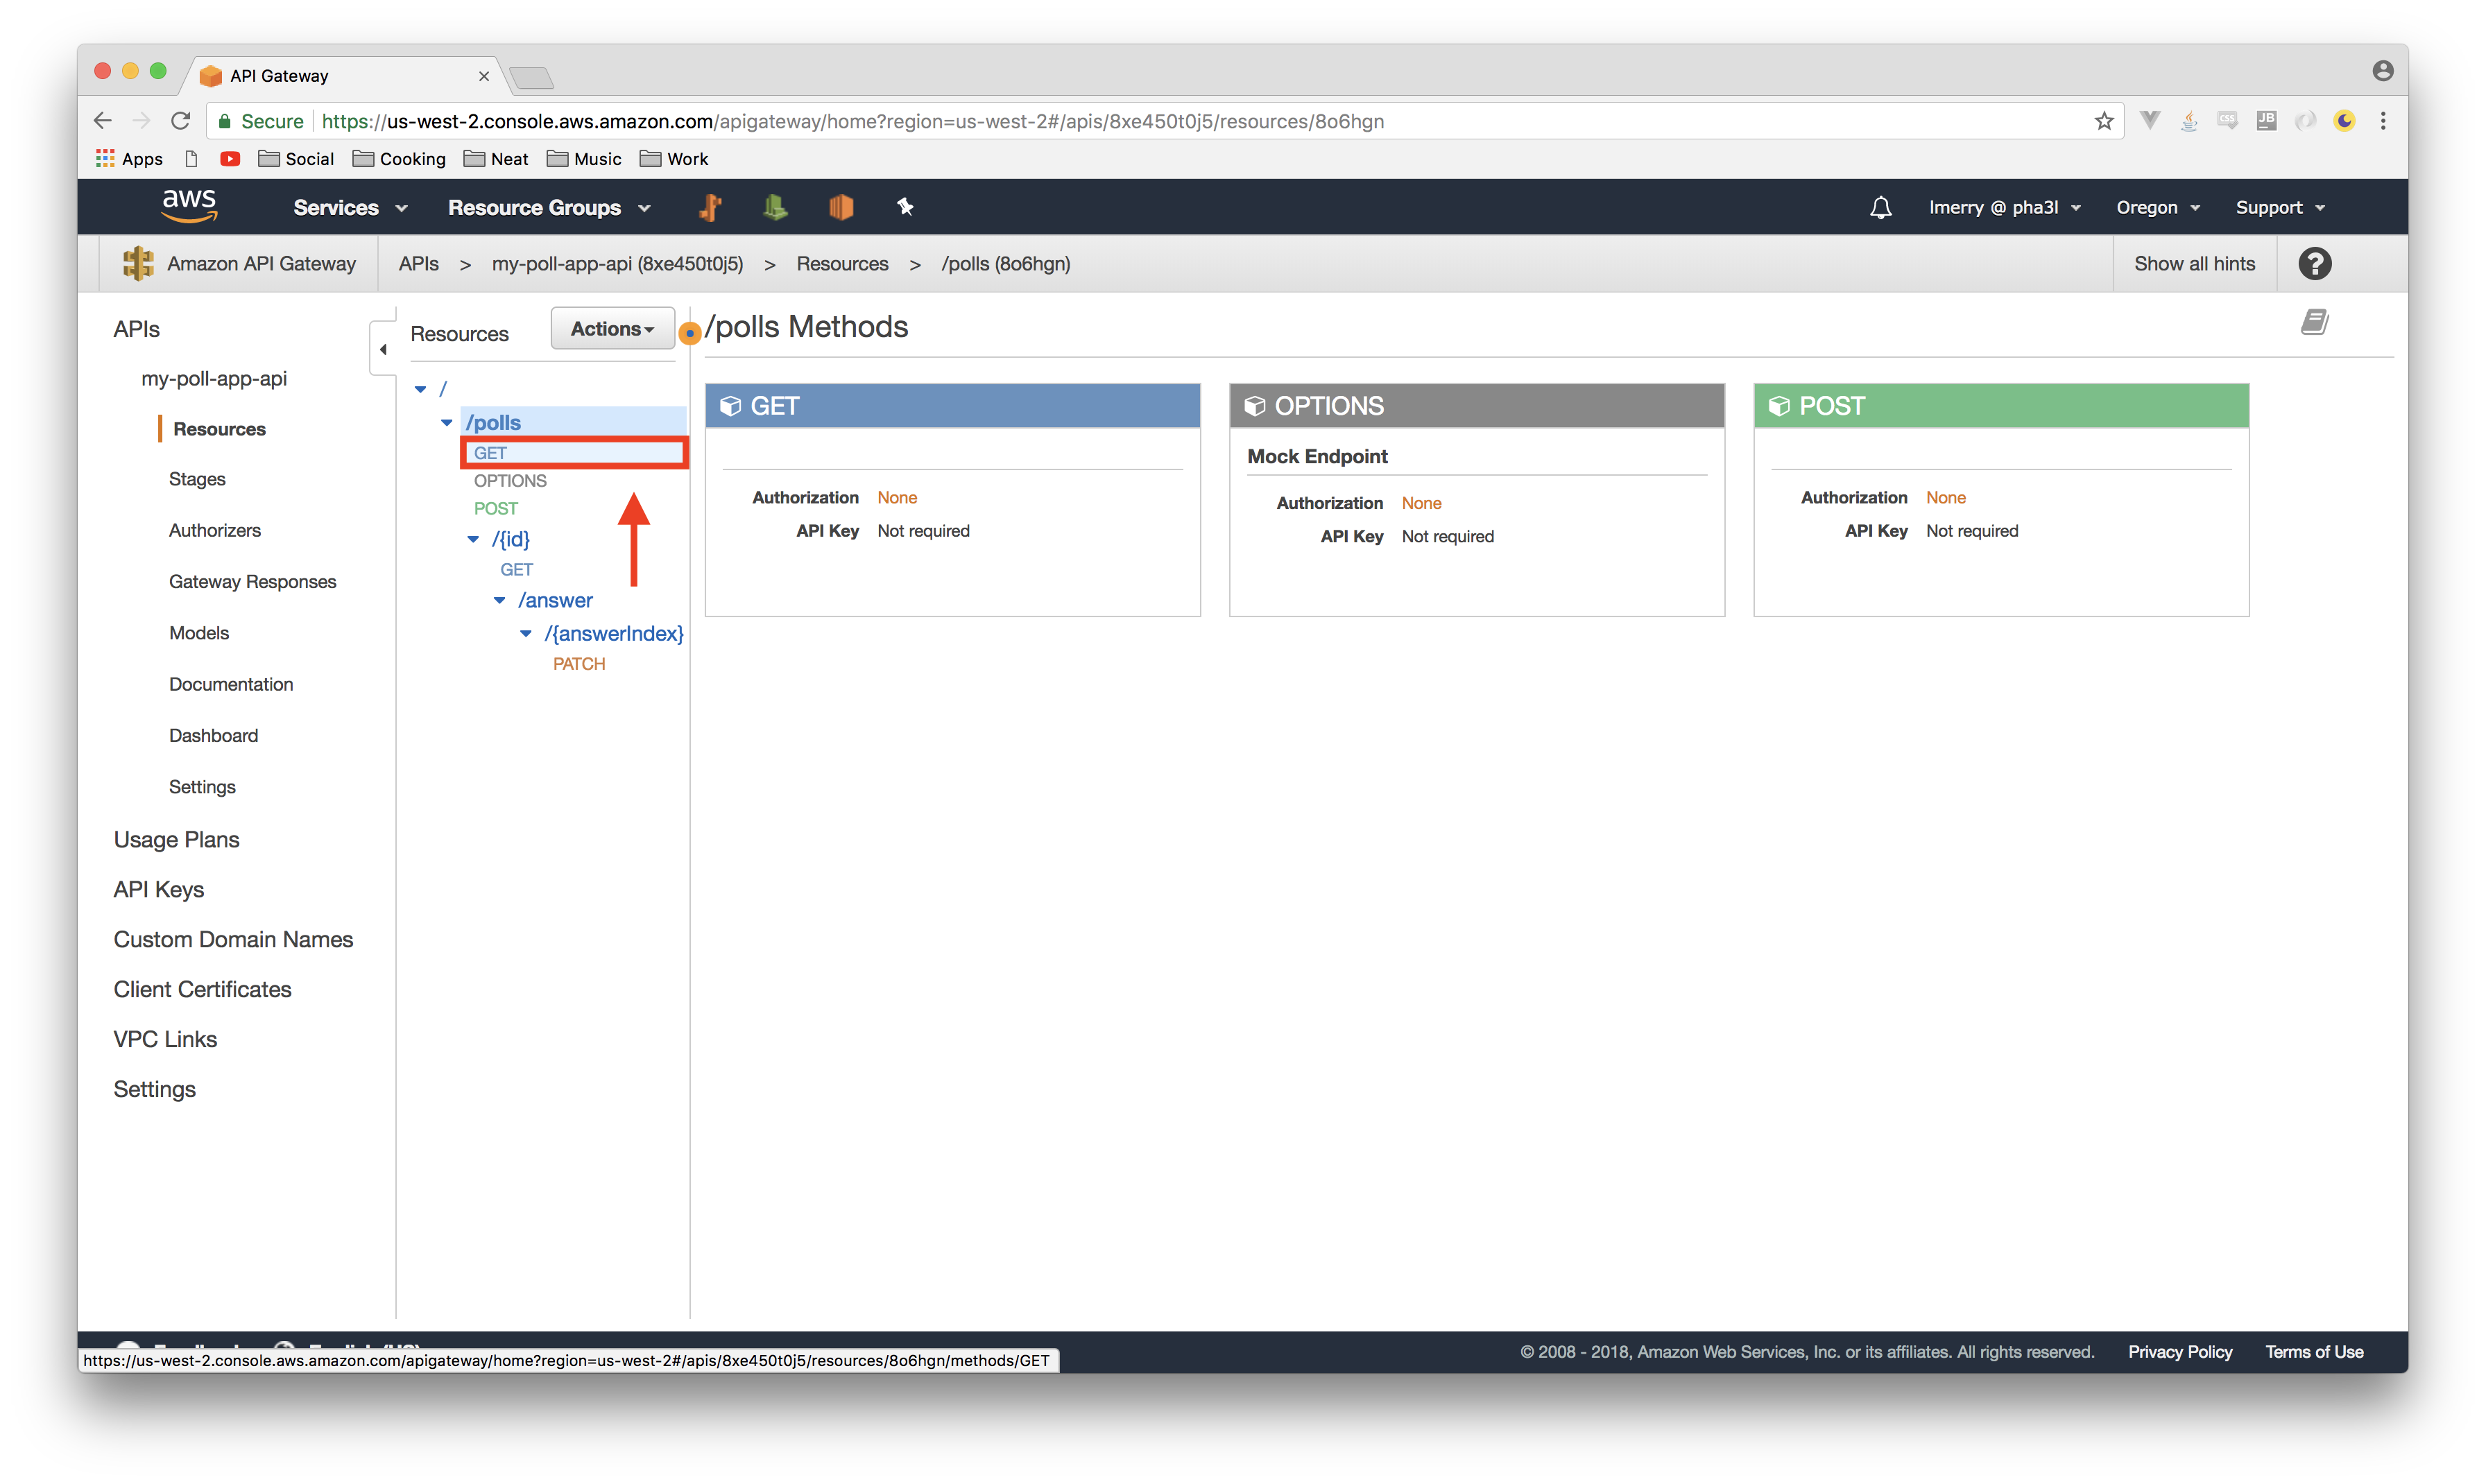 API Gateway
Secure https://us-west-2.console.aws.amazon.com/apigateway/home?region=us-west-2#/apis/8xe450t0j5/resources/8o6hgn
CSS JB
Apps Social Cooking Neat Music Work
aws Services Resource Groups lmerry @ pha3l Oregon Support
Amazon API Gateway APIs > my-poll-app-api (8xe450t0j5) > Resources > /polls (8o6hgn) Show all hints ?
APIs
my-poll-app-api
Resources
Stages
Authorizers
Gateway Responses
Models
Documentation
Dashboard
Settings
Usage Plans
API Keys
Custom Domain Names
Client Certificates
VPC Links
Settings
Resources Actions
/
/polls
GET
OPTIONS
POST
/{id}
GET
/answer
/{answerIndex}
PATCH
/polls Methods
GET
Authorization None
API Key Not required
OPTIONS
Mock Endpoint
Authorization None
API Key Not required
POST
Authorization None
API Key Not required
© 2008 - 2018, Amazon Web Services, Inc. or its affiliates. All rights reserved. Privacy Policy Terms of Use
https://us-west-2.console.aws.amazon.com/apigateway/home?region=us-west-2#/apis/8xe450t0j5/resources/8o6hgn/methods/GET